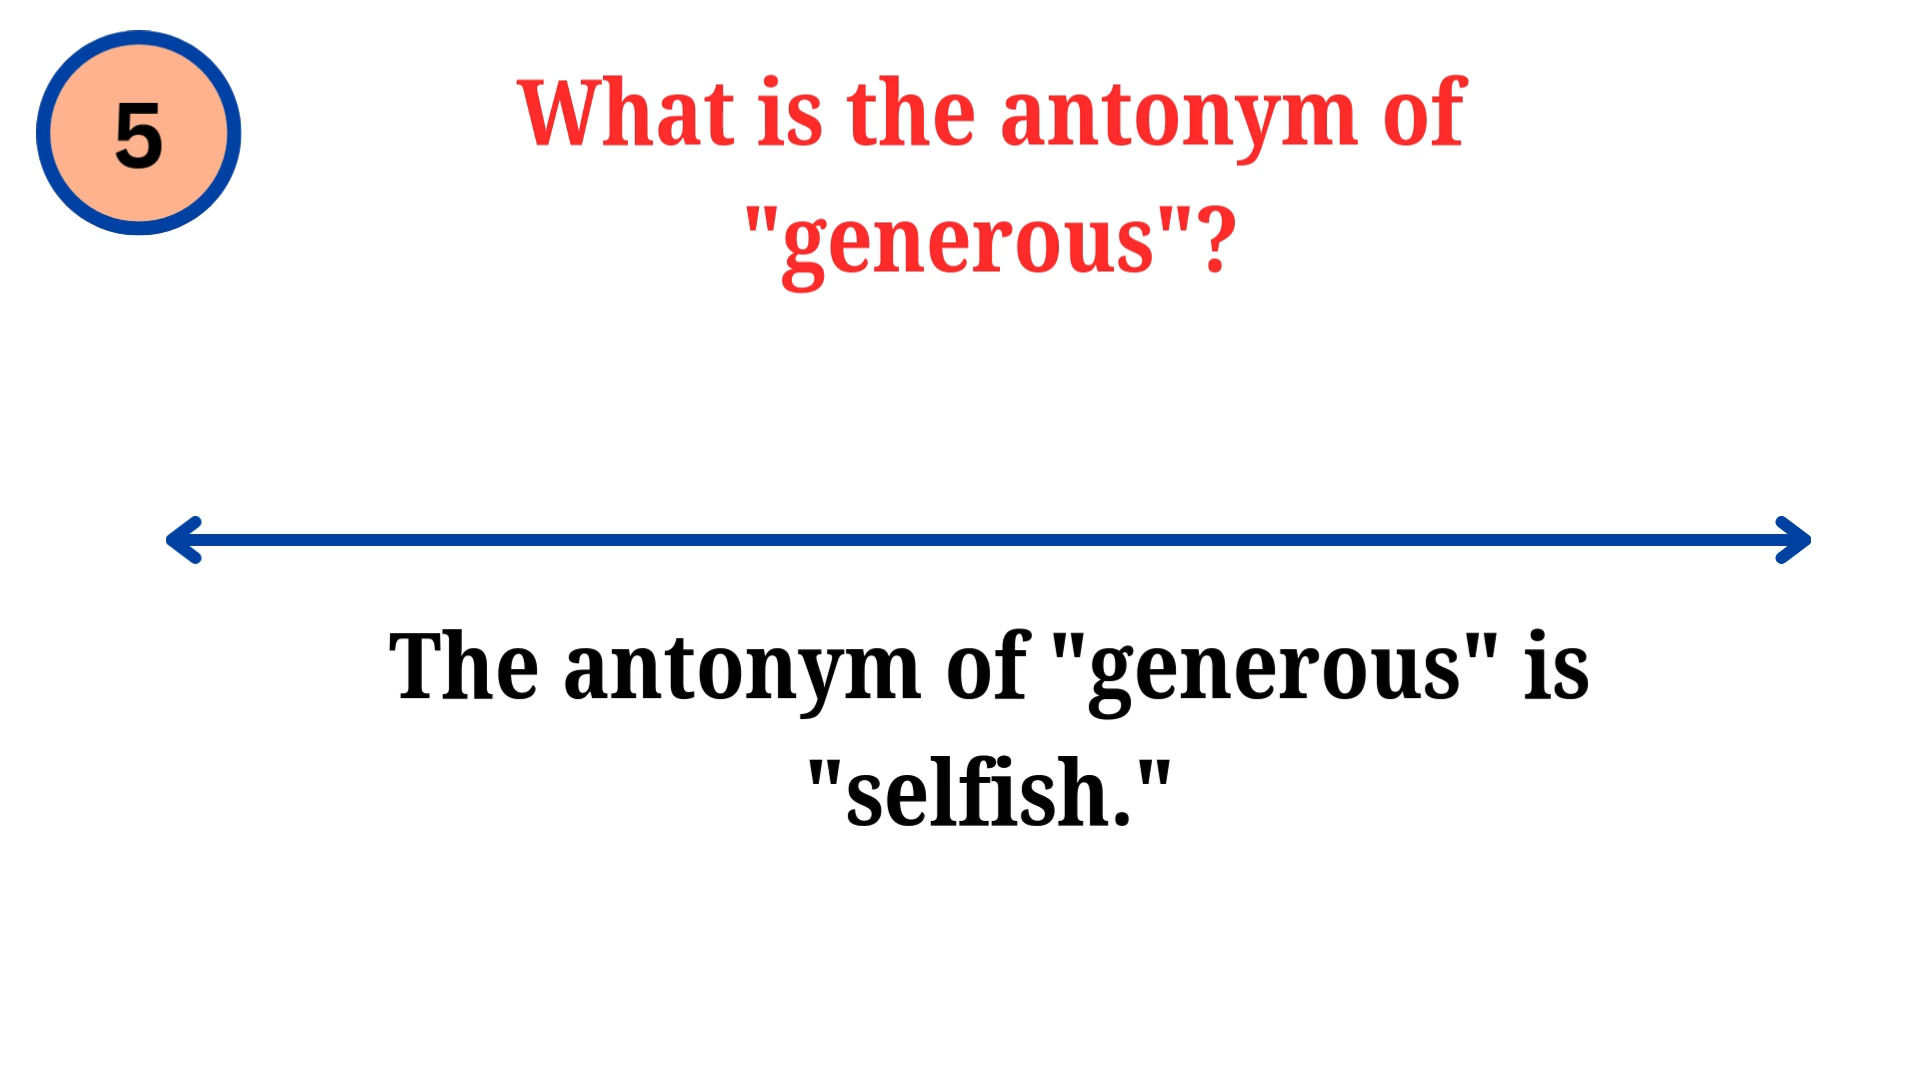 5
What is the antonym of
"generous"?
The antonym of "generous" is
"selfish."